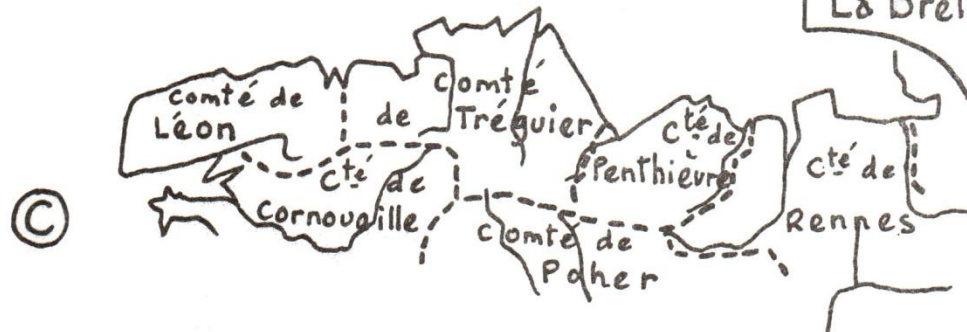 La Bret
comté de
Léon
Comté
de
Tréguier
Cté de
Penthièvre
Cté de
Rennes
Cté de
Cornouaille
Comté de
Poher
©